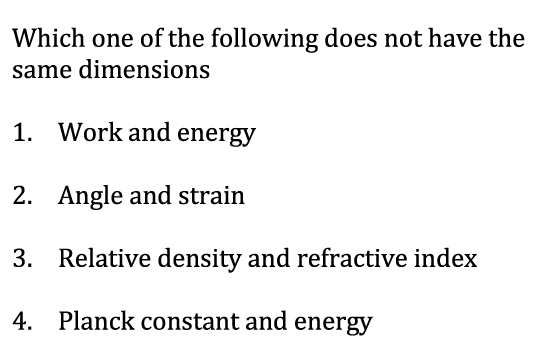 Which one of the following does not have the
same dimensions
1. Work and energy
2. Angle and strain
3. Relative density and refractive index
4. Planck constant and energy